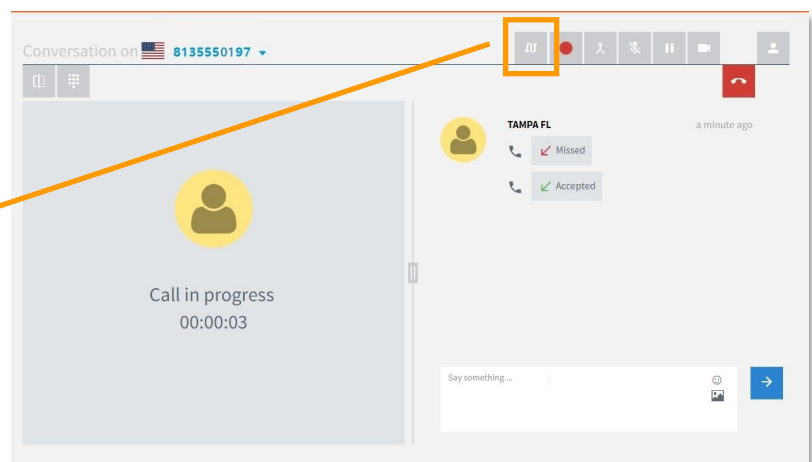 Conversation on 8135550197
TAMPA FL a minute ago
Missed
Accepted
Call in progress
00:00:03
Say something ...